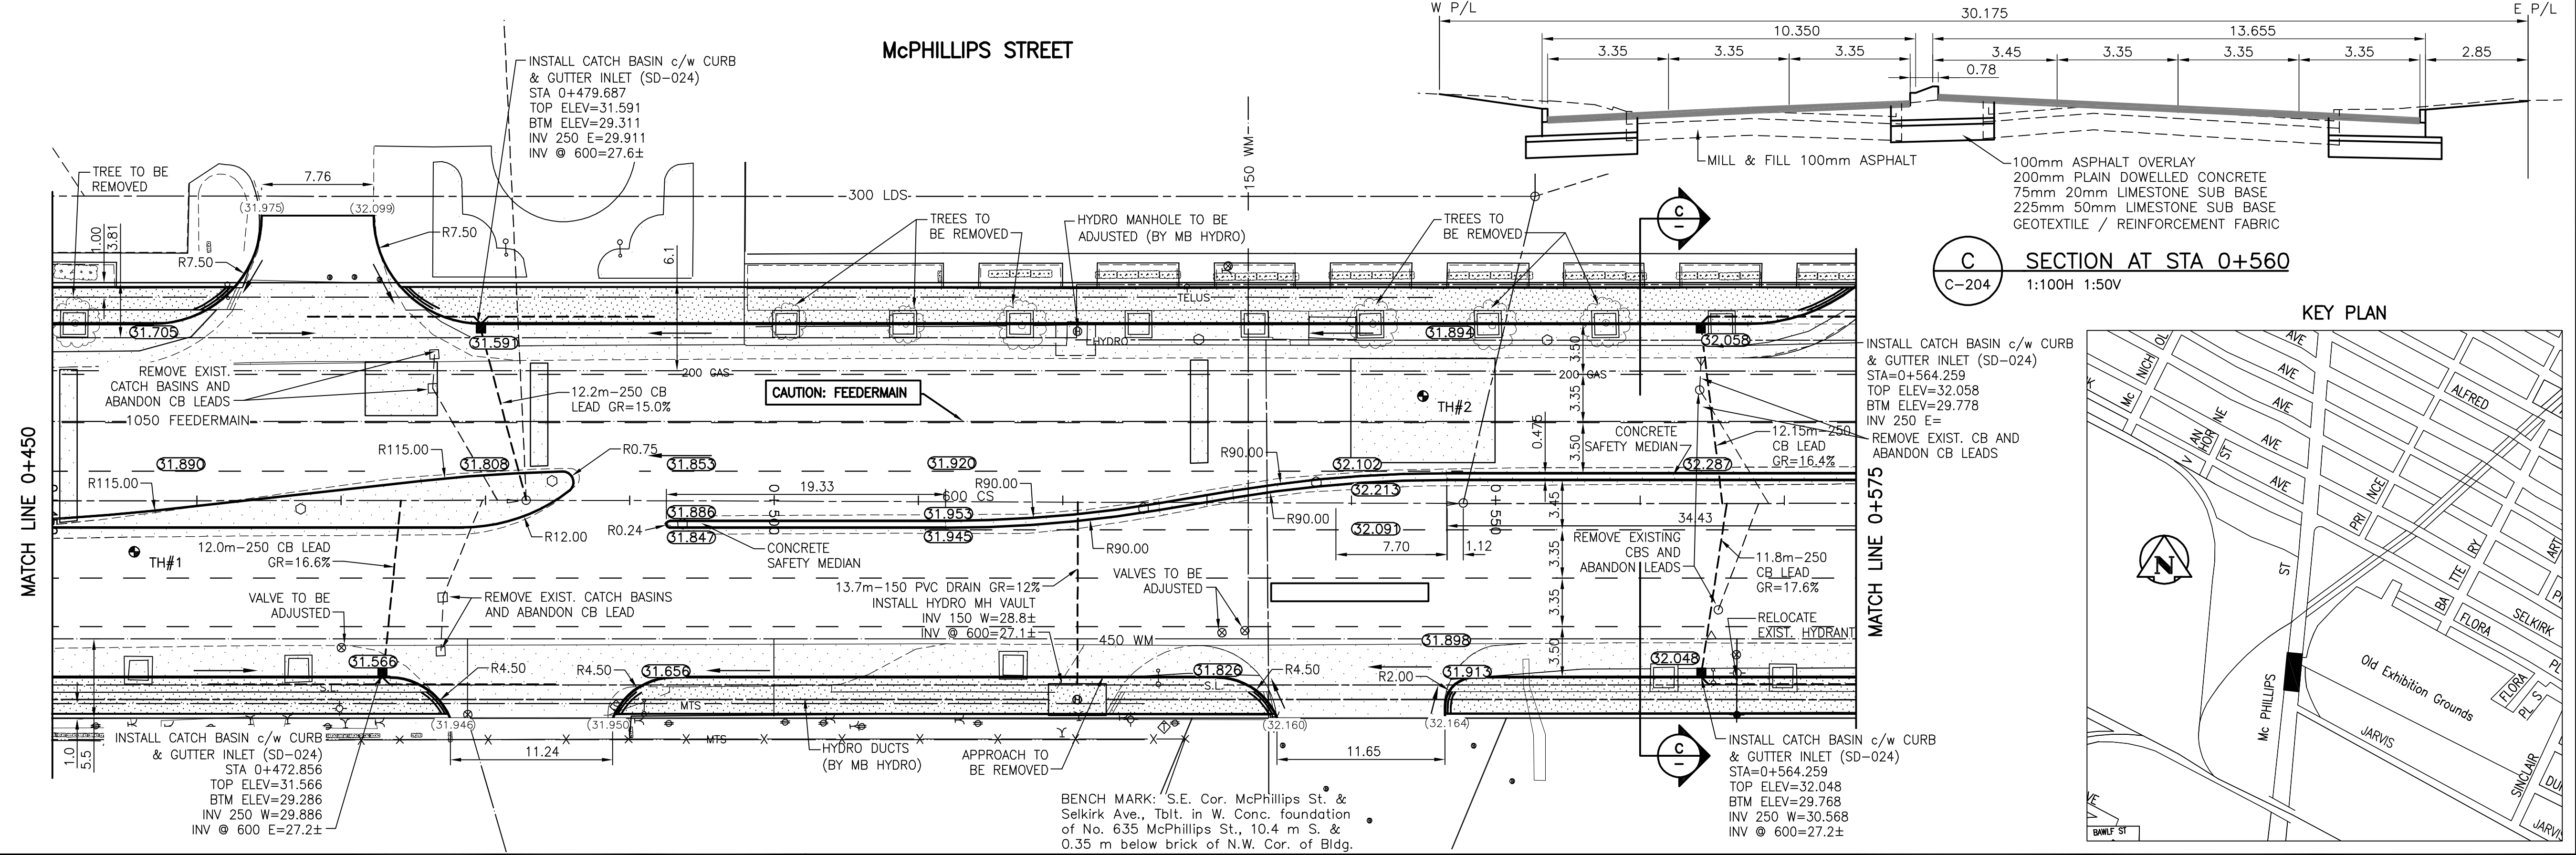 McPHILLIPS STREET
INSTALL CATCH BASIN c/w CURB
& GUTTER INLET (SD-024)
STA 0+479.687
TOP ELEV=31.591
BTM ELEV=29.311
INV 250 E=29.911
INV @ 600=27.6±
TREE TO BE
REMOVED
7.76
(31.975)
(32.099)
R7.50
R7.50
1.00
3.81
6.1
300 LDS
150 WM
TREES TO
BE REMOVED
HYDRO MANHOLE TO BE
ADJUSTED (BY MB HYDRO)
TREES TO
BE REMOVED
C
TELUS
HYDRO
31.705
31.591
31.894
32.058
REMOVE EXIST.
CATCH BASINS AND
ABANDON CB LEADS
12.2m-250 CB
LEAD GR=15.0%
200 GAS
200 GAS
CAUTION: FEEDERMAIN
1050 FEEDERMAIN
TH#2
3.50
3.35
3.50
0.475
CONCRETE
SAFETY MEDIAN
12.15m-250
CB LEAD
GR=16.4%
INSTALL CATCH BASIN c/w CURB
& GUTTER INLET (SD-024)
STA=0+564.259
TOP ELEV=32.058
BTM ELEV=29.778
INV 250 E=
REMOVE EXIST. CB AND
ABANDON CB LEADS
MATCH LINE 0+450
MATCH LINE 0+575
R115.00
R115.00
R0.75
R90.00
R90.00
R90.00
R90.00
31.890
31.808
31.853
31.920
32.102
32.287
19.33
600 CS
0+500
0+550
31.886
31.953
32.213
31.847
31.945
32.091
R0.24
R12.00
CONCRETE
SAFETY MEDIAN
34.43
7.70
1.12
3.45
3.35
3.35
3.50
TH#1
12.0m-250 CB LEAD
GR=16.6%
REMOVE EXISTING
CBS AND
ABANDON LEADS
11.8m-250
CB LEAD
GR=17.6%
VALVE TO BE
ADJUSTED
REMOVE EXIST. CATCH BASINS
AND ABANDON CB LEAD
13.7m-150 PVC DRAIN GR=12%
INSTALL HYDRO MH VAULT
INV 150 W=28.8±
INV @ 600=27.1±
VALVES TO BE
ADJUSTED
RELOCATE
EXIST. HYDRANT
450 WM
31.566
31.656
31.826
31.898
31.913
32.048
R4.50
R4.50
R4.50
R2.00
S.L.
S.L.
MTS
MTS
(31.946)
(31.950)
(32.160)
(32.164)
1.0
5.5
11.24
11.65
HYDRO DUCTS
(BY MB HYDRO)
APPROACH TO
BE REMOVED
INSTALL CATCH BASIN c/w CURB
& GUTTER INLET (SD-024)
STA 0+472.856
TOP ELEV=31.566
BTM ELEV=29.286
INV 250 W=29.886
INV @ 600 E=27.2±
C
INSTALL CATCH BASIN c/w CURB
& GUTTER INLET (SD-024)
STA=0+564.259
TOP ELEV=32.048
BTM ELEV=29.768
INV 250 W=30.568
INV @ 600=27.2±
BENCH MARK: S.E. Cor. McPhillips St. &
Selkirk Ave., Tblt. in W. Conc. foundation
of No. 635 McPhillips St., 10.4 m S. &
0.35 m below brick of N.W. Cor. of Bldg.
W P/L
E P/L
30.175
10.350
13.655
3.35
3.35
3.35
3.45
3.35
3.35
3.35
2.85
0.78
MILL & FILL 100mm ASPHALT
100mm ASPHALT OVERLAY
200mm PLAIN DOWELLED CONCRETE
75mm 20mm LIMESTONE SUB BASE
225mm 50mm LIMESTONE SUB BASE
GEOTEXTILE / REINFORCEMENT FABRIC
C
C-204
SECTION AT STA 0+560
1:100H 1:50V
KEY PLAN
AVE
AVE
AVE
AVE
AVE
ALFRED
Mc
NICH
OL
V AN
HOR NE
ST
PRI
NCE
ARTI
BA
TTE
RY
FLORA
SELKIRK
ST
Mc PHILLIPS
Old Exhibition Grounds
FLORA
PL
S
JARVIS
SINCLAIR
JARVIS
BAWLF ST
N